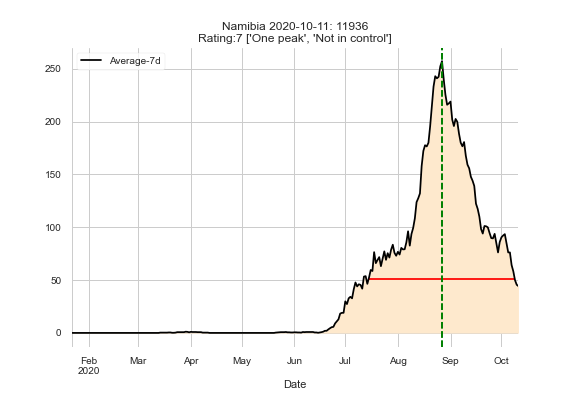 Namibia 2020-10-11: 11936
Rating:7 ['One peak', 'Not in control']
Average-7d
250
200
150
100
50
0
Feb
2020
Mar
Apr
May
Jun
Jul
Aug
Sep
Oct
Date